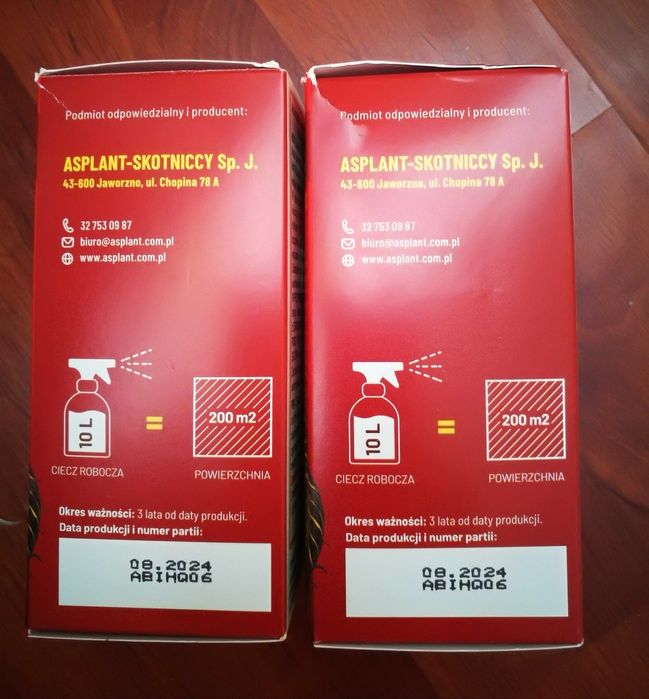 Podmiot odpowiedzialny i producent:
ASPLANT-SKOTNICCY Sp. J.
43-600 Jaworzno, ul. Chopina 78 A
32 753 09 87
biuro@asplant.com.pl
www.asplant.com.pl
10 L
=
200 m2
CIECZ ROBOCZA
POWIERZCHNIA
Okres ważności: 3 lata od daty produkcji.
Data produkcji i numer partii:
08.2024
ABIHQ06
Podmiot odpowiedzialny i producent:
ASPLANT-SKOTNICCY Sp. J.
43-600 Jaworzno, ul. Chopina 78 A
32 753 09 87
biuro@asplant.com.pl
www.asplant.com.pl
10 L
=
200 m2
CIECZ ROBOCZA
POWIERZCHNIA
Okres ważności: 3 lata od daty produkcji.
Data produkcji i numer partii:
08.2024
ABIHQ06